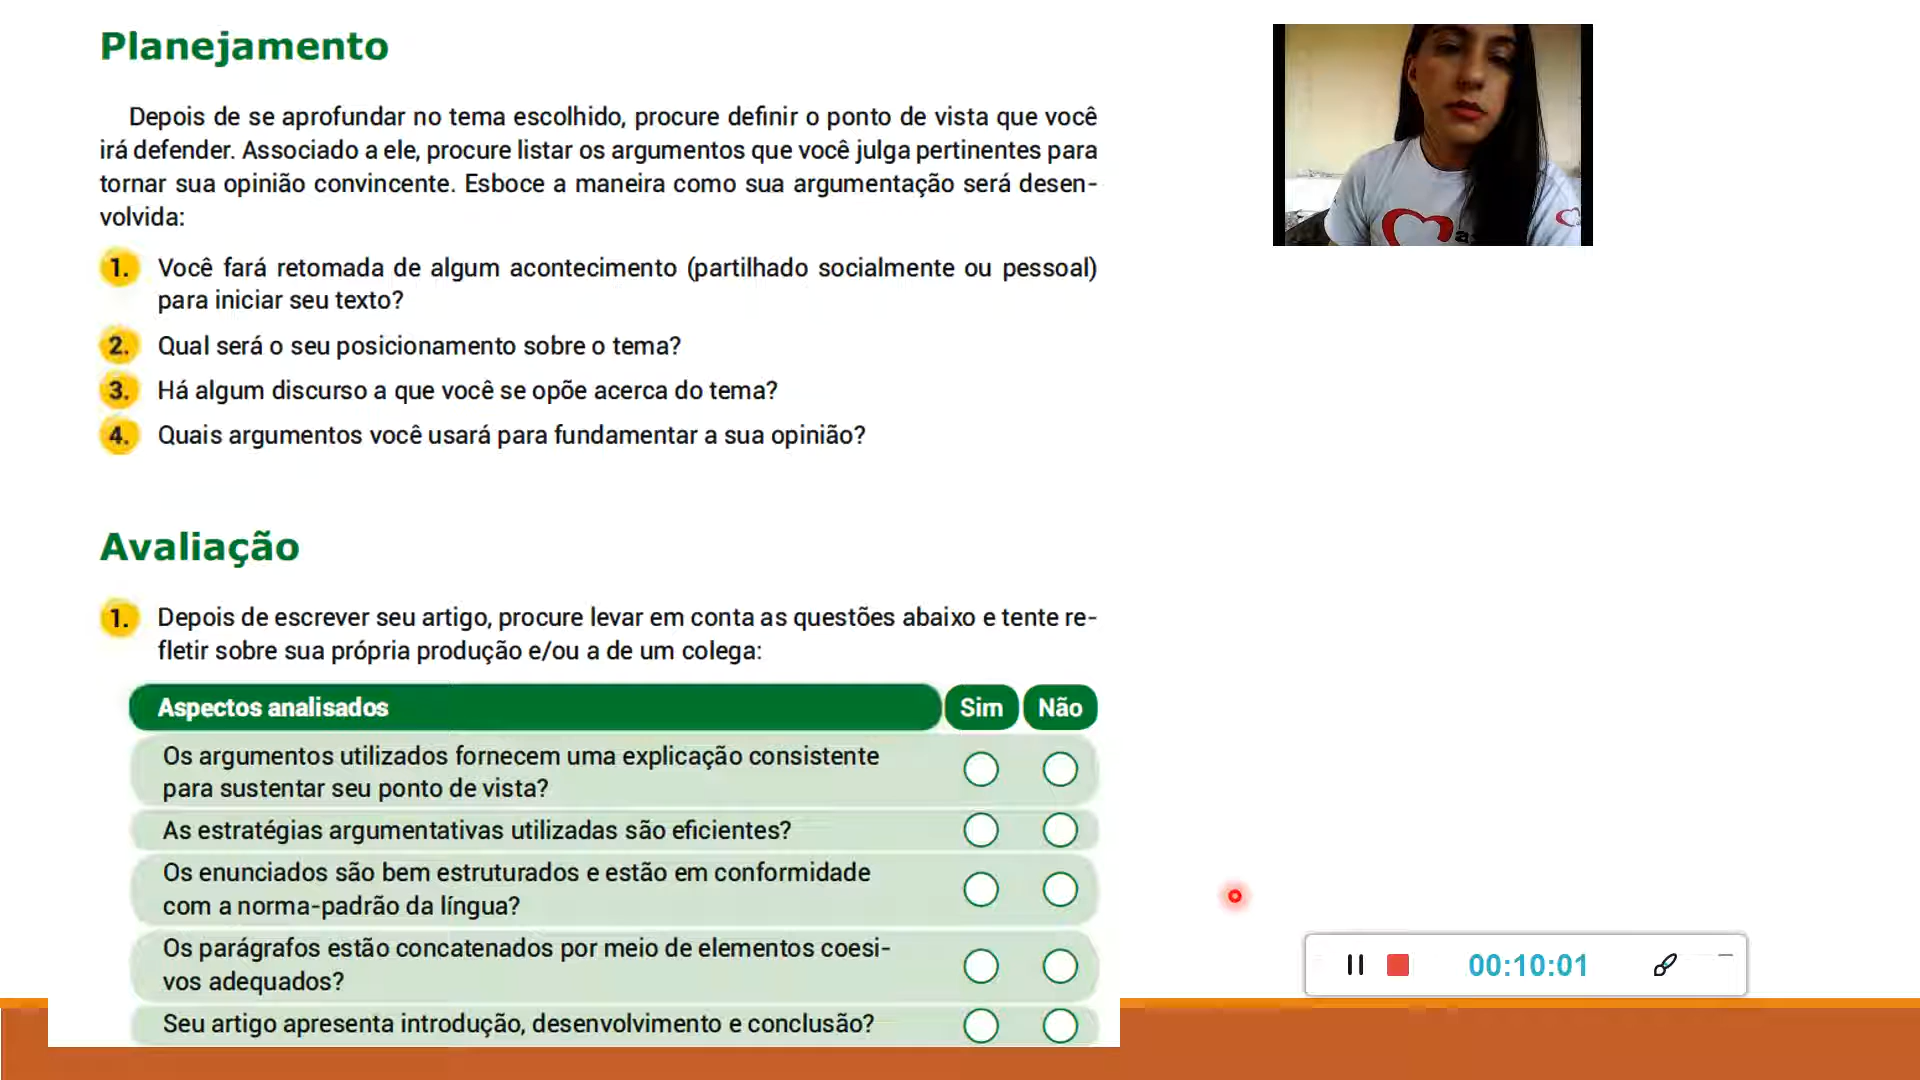 Planejamento
Depois de se aprofundar no tema escolhido, procure definir o ponto de vista que você
irá defender. Associado a ele, procure listar os argumentos que você julga pertinentes para
tornar sua opinião convincente. Esboce a maneira como sua argumentação será desen-
volvida:
1. Você fará retomada de algum acontecimento (partilhado socialmente ou pessoal)
para iniciar seu texto?
2. Qual será o seu posicionamento sobre o tema?
3. Há algum discurso a que você se opõe acerca do tema?
4. Quais argumentos você usará para fundamentar a sua opinião?
Avaliação
1. Depois de escrever seu artigo, procure levar em conta as questões abaixo e tente re-
fletir sobre sua própria produção e/ou a de um colega:
Aspectos analisados Sim Não
Os argumentos utilizados fornecem uma explicação consistente
para sustentar seu ponto de vista?
As estratégias argumentativas utilizadas são eficientes?
Os enunciados são bem estruturados e estão em conformidade
com a norma-padrão da língua?
Os parágrafos estão concatenados por meio de elementos coesi-
vos adequados?
Seu artigo apresenta introdução, desenvolvimento e conclusão?
00:10:01